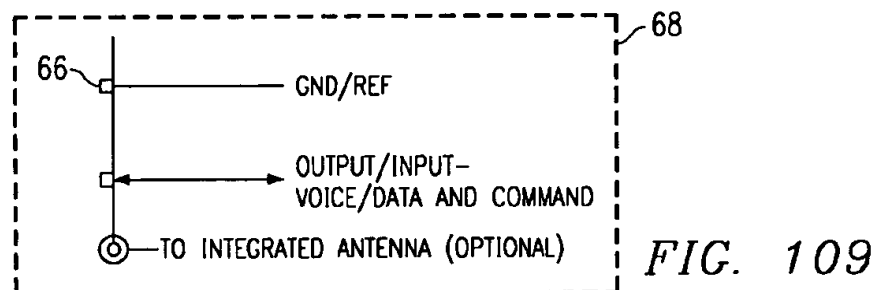 68
66
GND/REF
OUTPUT/INPUT-
VOICE/DATA AND COMMAND
TO INTEGRATED ANTENNA (OPTIONAL)
FIG. 109